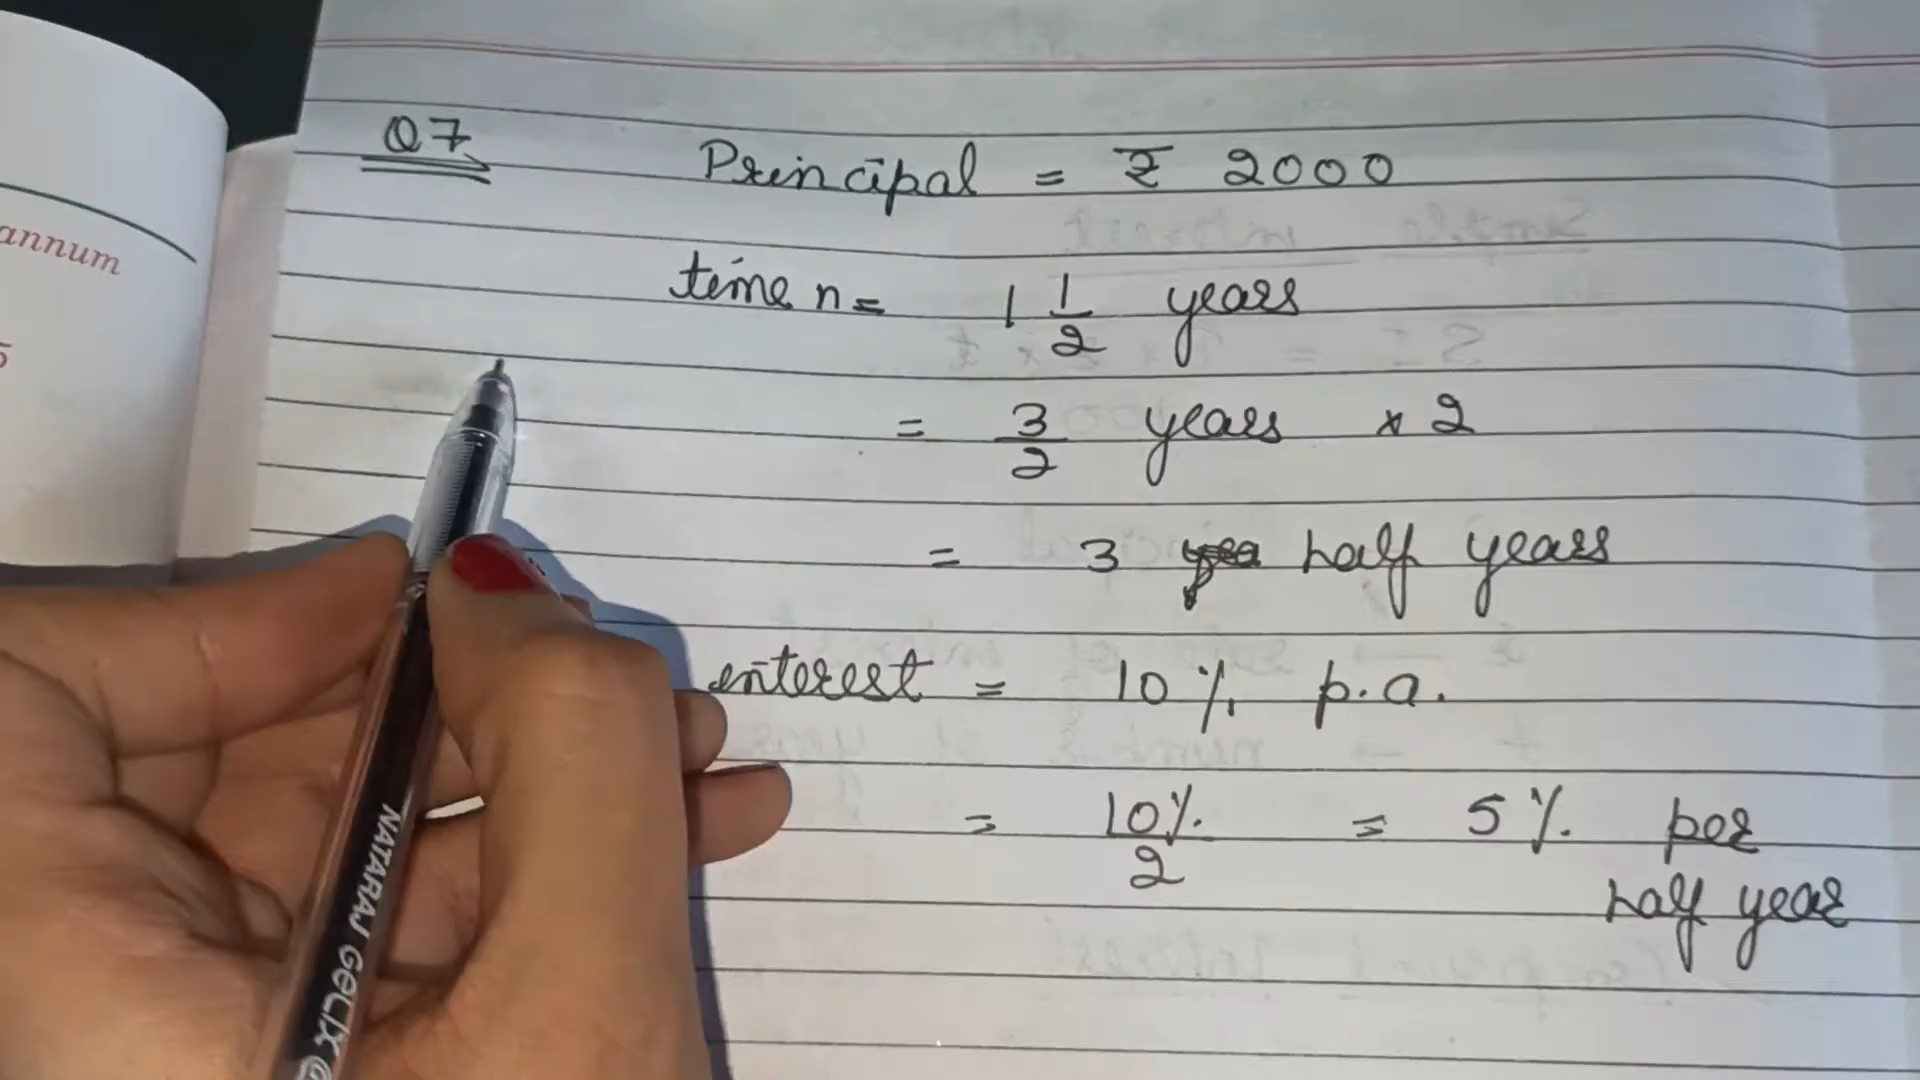 annum
5
Q7
Principal = ₹ 2000
time n = 1 1/2 years
= 3/2 years × 2
= 3 half years
interest = 10% p.a.
= 10%/2 = 5% per
half year
NATARAJ GELIX